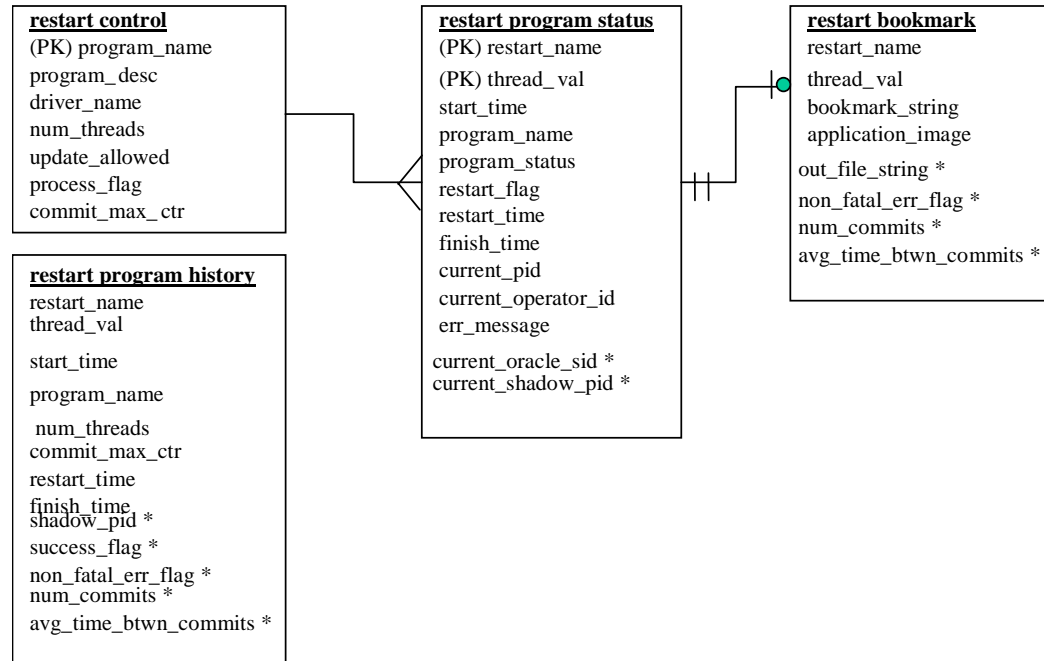 restart control
(PK) program_name
program_desc
driver_name
num_threads
update_allowed
process_flag
commit_max_ctr
restart program history
restart_name
thread_val
start_time
program_name
num_threads
commit_max_ctr
restart_time
finish_time
shadow_pid *
success_flag *
non_fatal_err_flag *
num_commits *
avg_time_btwn_commits *
restart program status
(PK) restart_name
(PK) thread_val
start_time
program_name
program_status
restart_flag
restart_time
finish_time
current_pid
current_operator_id
err_message
current_oracle_sid *
current_shadow_pid *
restart bookmark
restart_name
thread_val
bookmark_string
application_image
out_file_string *
non_fatal_err_flag *
num_commits *
avg_time_btwn_commits *